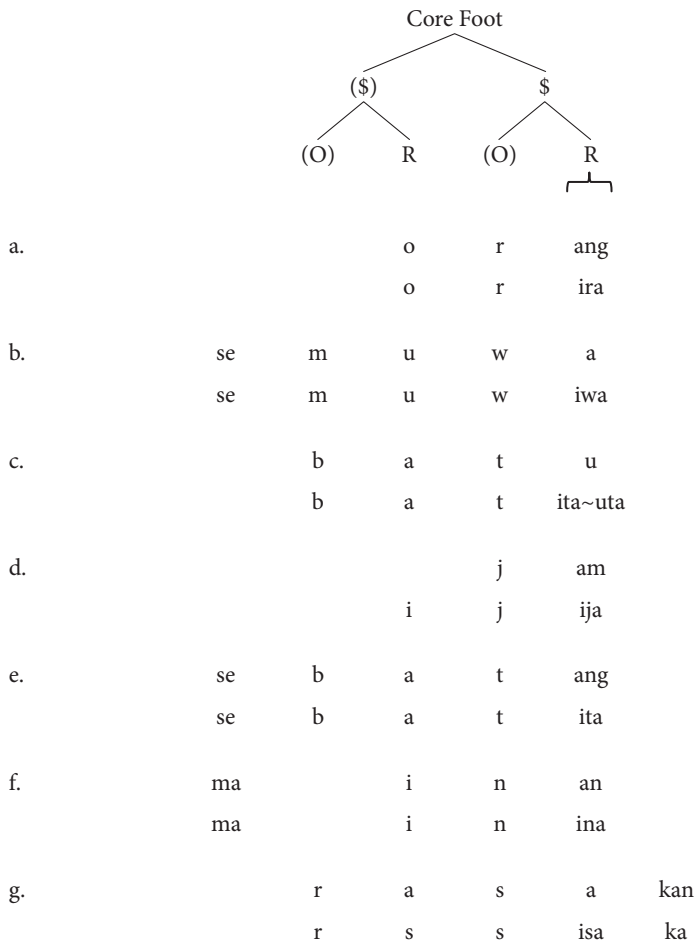 Core Foot
($) $
(O) R (O) R
a. o r ang
o r ira
b. se m u w a
se m u w iwa
c. b a t u
b a t ita~uta
d. j am
i j ija
e. se b a t ang
se b a t ita
f. ma i n an
ma i n ina
g. r a s a kan
r s s isa ka